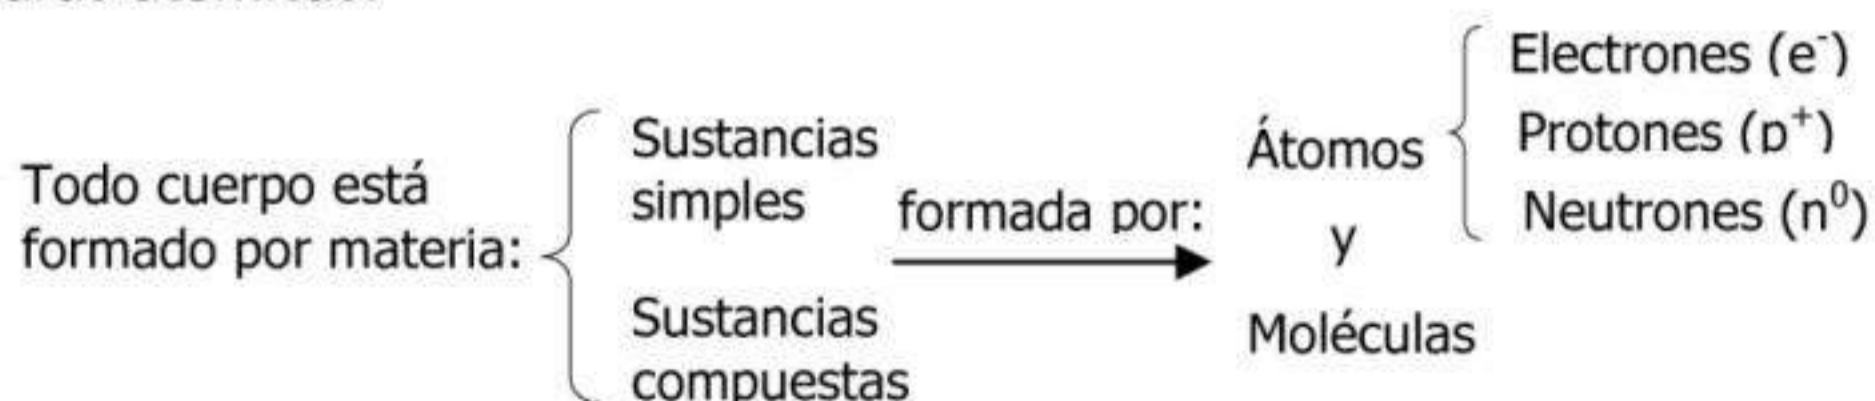 Todo cuerpo está
formado por materia:
Sustancias
simples
Sustancias
compuestas
formada por:
Átomos
y
Moléculas
Electrones (e⁻)
Protones (p⁺)
Neutrones (n⁰)